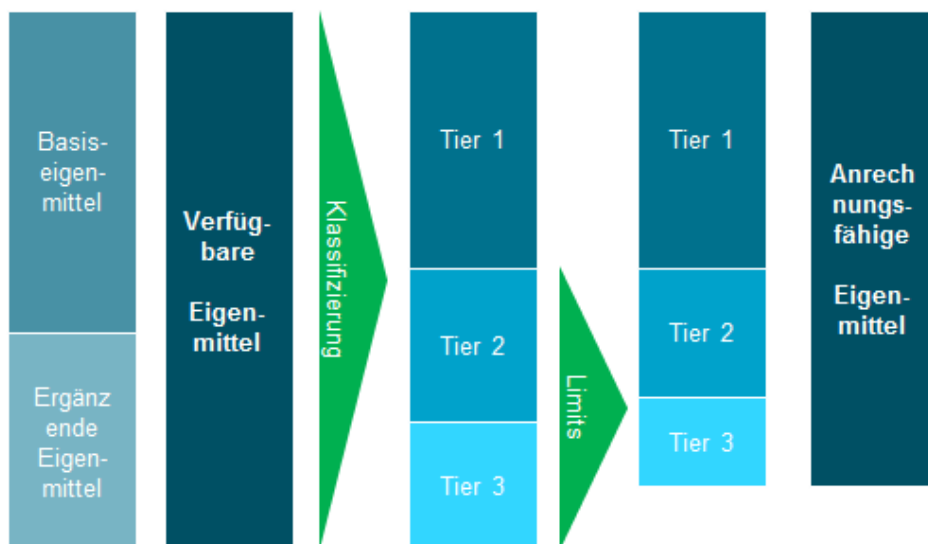 Basis-
eigen-
mittel
Ergänz
ende
Eigen-
mittel
Verfüg-
bare
Eigen-
mittel
Klassifizierung
Tier 1
Tier 2
Tier 3
Limits
Tier 1
Tier 2
Tier 3
Anrech
nungs-
fähige
Eigen-
mittel